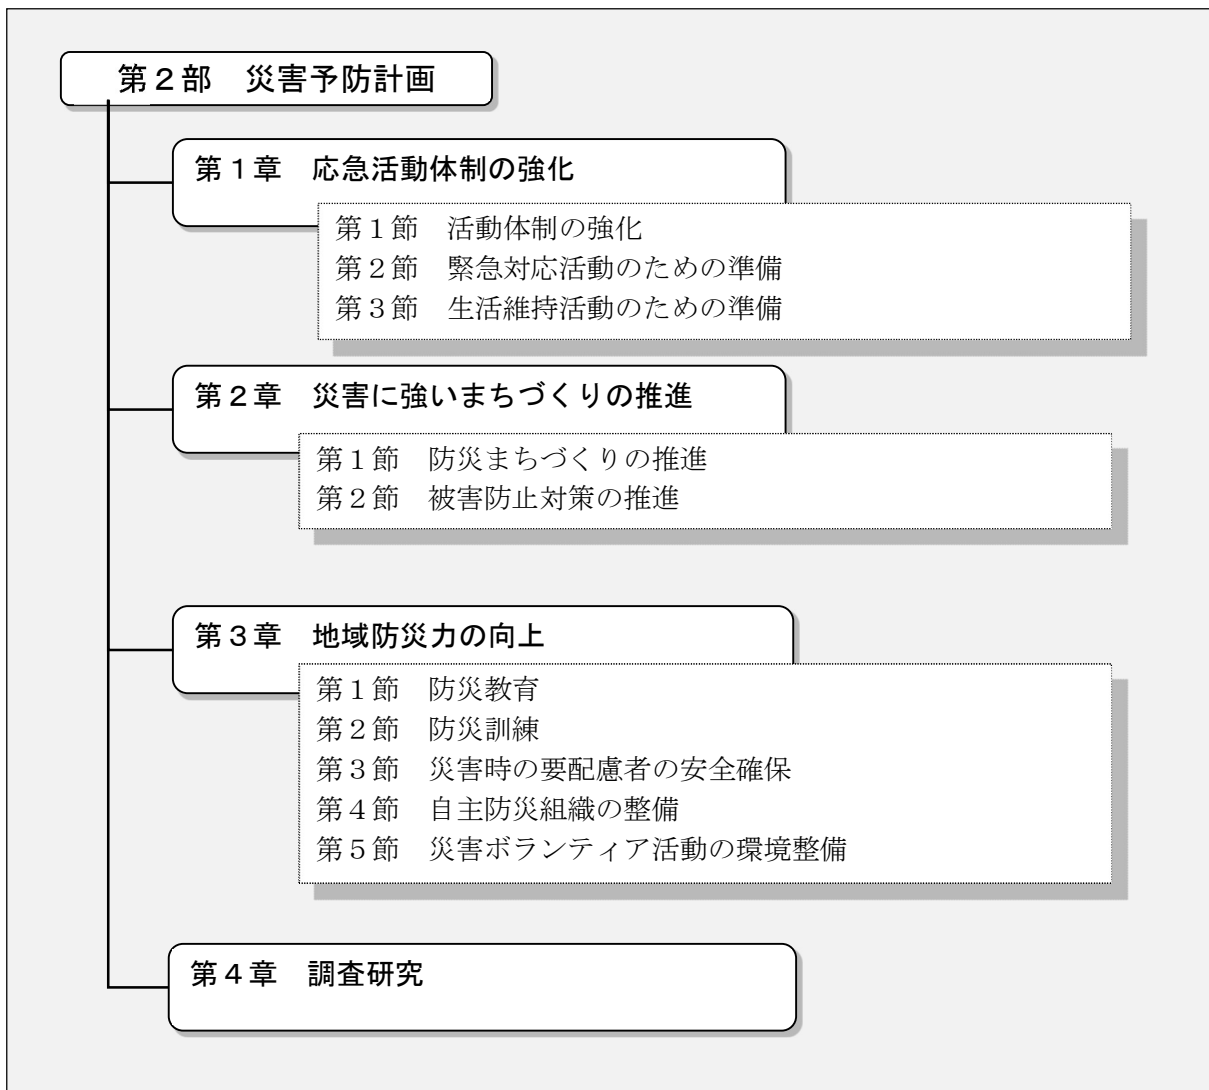 第２部　災害予防計画
第１章　応急活動体制の強化
第１節　活動体制の強化
第２節　緊急対応活動のための準備
第３節　生活維持活動のための準備
第２章　災害に強いまちづくりの推進
第１節　防災まちづくりの推進
第２節　被害防止対策の推進
第３章　地域防災力の向上
第１節　防災教育
第２節　防災訓練
第３節　災害時の要配慮者の安全確保
第４節　自主防災組織の整備
第５節　災害ボランティア活動の環境整備
第４章　調査研究